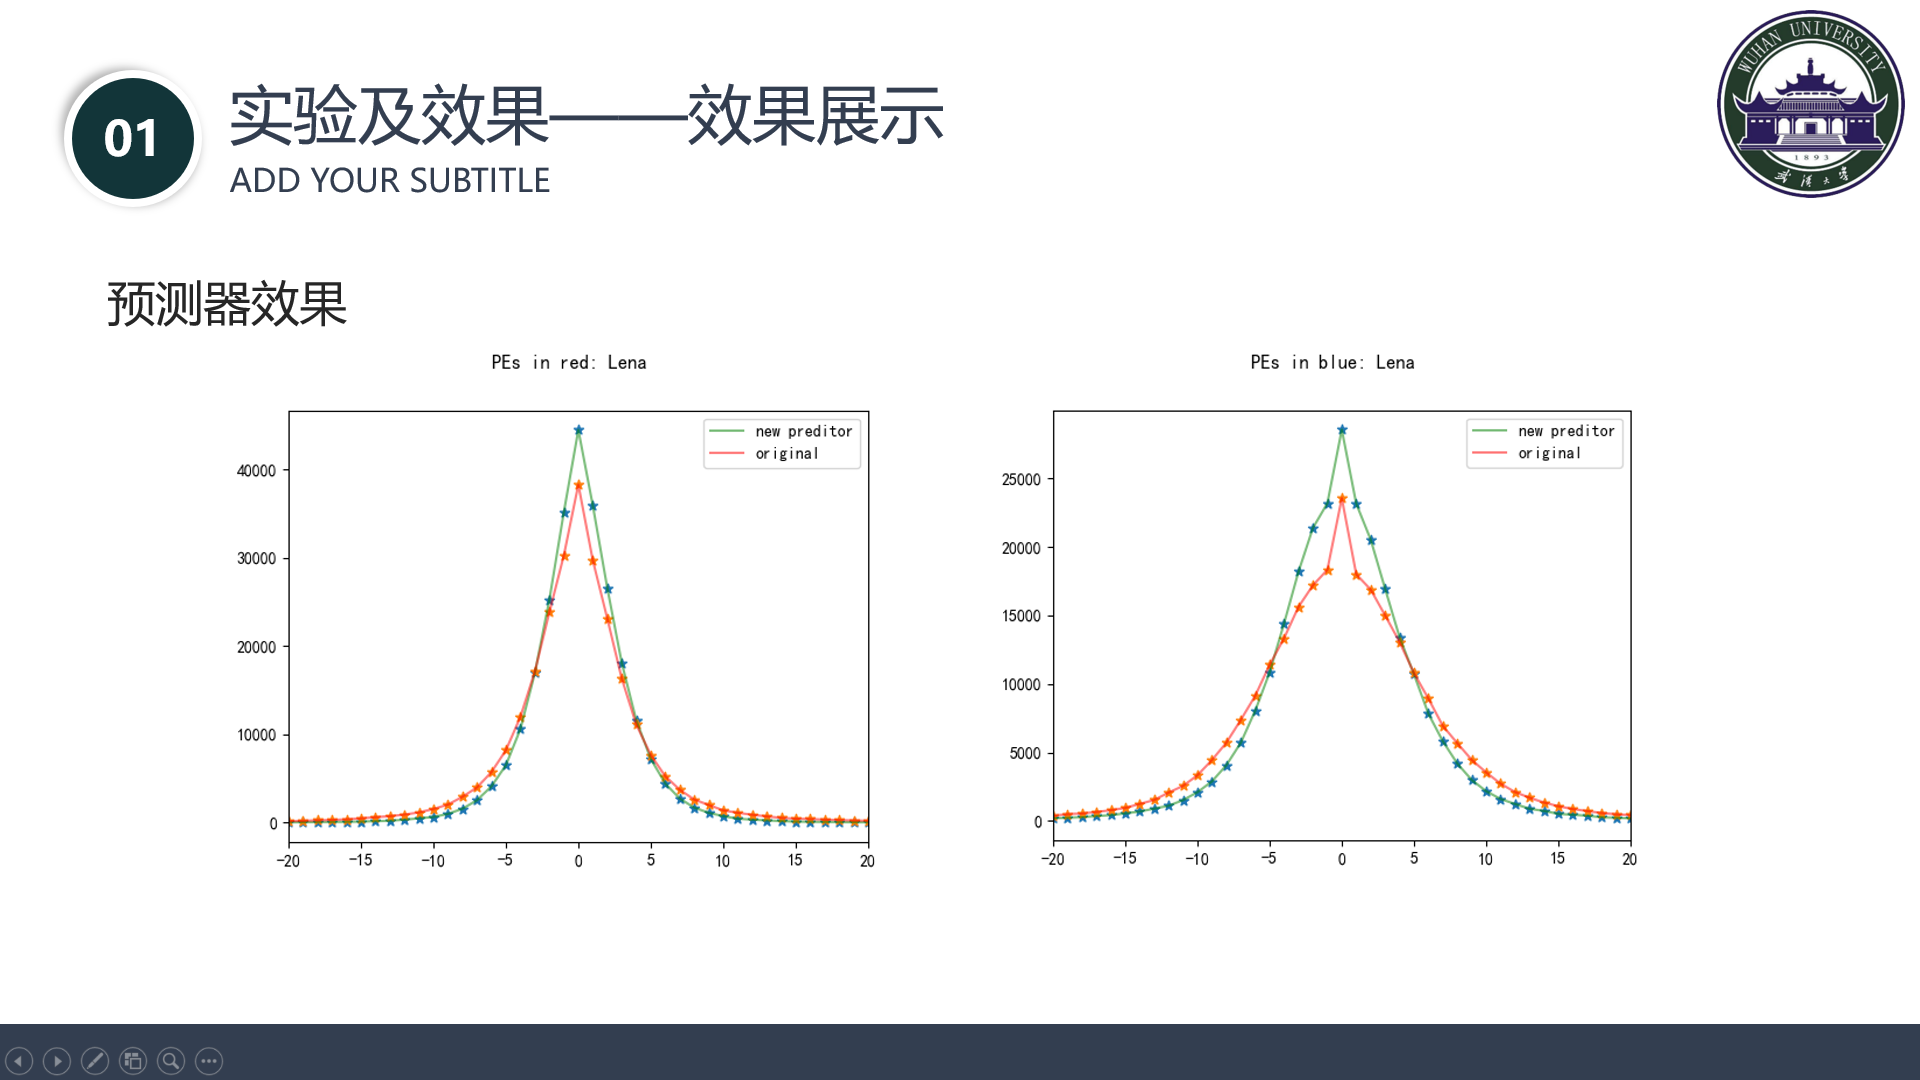 01
实验及效果——效果展示
ADD YOUR SUBTITLE
WUHAN UNIVERSITY
1893
武汉大学
预测器效果
PEs in red: Lena
new preditor
original
40000
30000
20000
10000
0
−20 −15 −10 −5 0 5 10 15 20
PEs in blue: Lena
new preditor
original
25000
20000
15000
10000
5000
0
−20 −15 −10 −5 0 5 10 15 20